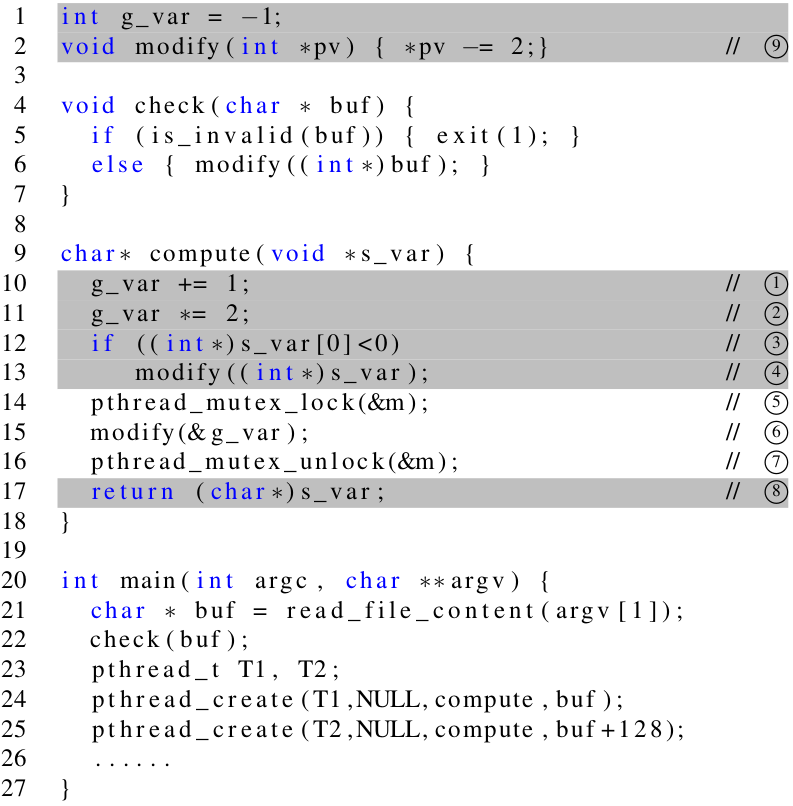 1 int g_var = −1;
2 void modify(int *pv) { *pv −= 2;} // ⑨
3
4 void check(char * buf) {
5 if (is_invalid(buf)) { exit(1); }
6 else { modify((int*)buf); }
7 }
8
9 char* compute(void *s_var) {
10 g_var += 1; // ①
11 g_var *= 2; // ②
12 if ((int*)s_var[0]<0) // ③
13 modify((int*)s_var); // ④
14 pthread_mutex_lock(&m); // ⑤
15 modify(&g_var); // ⑥
16 pthread_mutex_unlock(&m); // ⑦
17 return (char*)s_var; // ⑧
18 }
19
20 int main(int argc, char **argv) {
21 char * buf = read_file_content(argv[1]);
22 check(buf);
23 pthread_t T1, T2;
24 pthread_create(T1,NULL,compute,buf);
25 pthread_create(T2,NULL,compute,buf+128);
26 ......
27 }